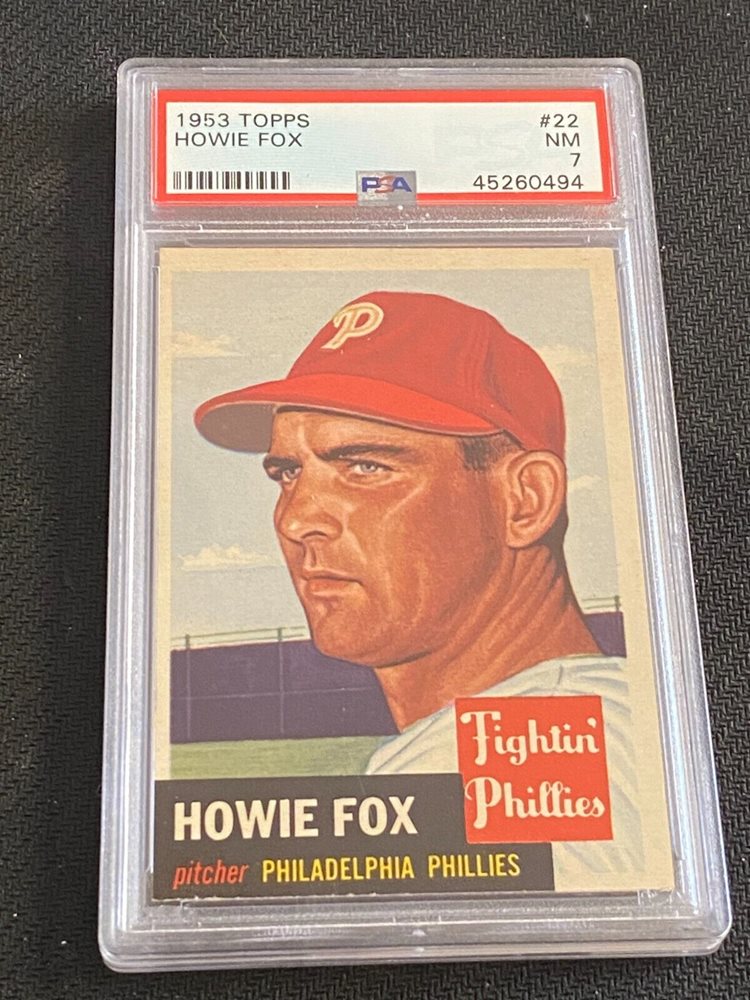 1953 TOPPS #22
HOWIE FOX NM
7
PSA 45260494
P
Fightin'
Phillies
HOWIE FOX
pitcher PHILADELPHIA PHILLIES